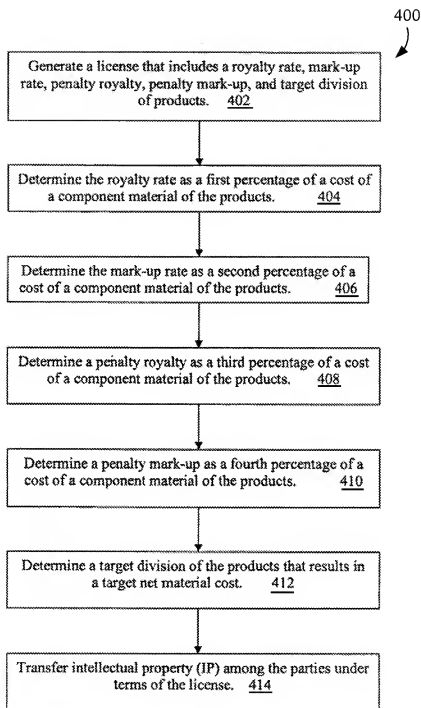 400
Generate a license that includes a royalty rate, mark-up
rate, penalty royalty, penalty mark-up, and target division
of products. 402
Determine the royalty rate as a first percentage of a cost of
a component material of the products. 404
Determine the mark-up rate as a second percentage of a
cost of a component material of the products. 406
Determine a penalty royalty as a third percentage of a cost
of a component material of the products. 408
Determine a penalty mark-up as a fourth percentage of a
cost of a component material of the products. 410
Determine a target division of the products that results in
a target net material cost. 412
Transfer intellectual property (IP) among the parties under
terms of the license. 414